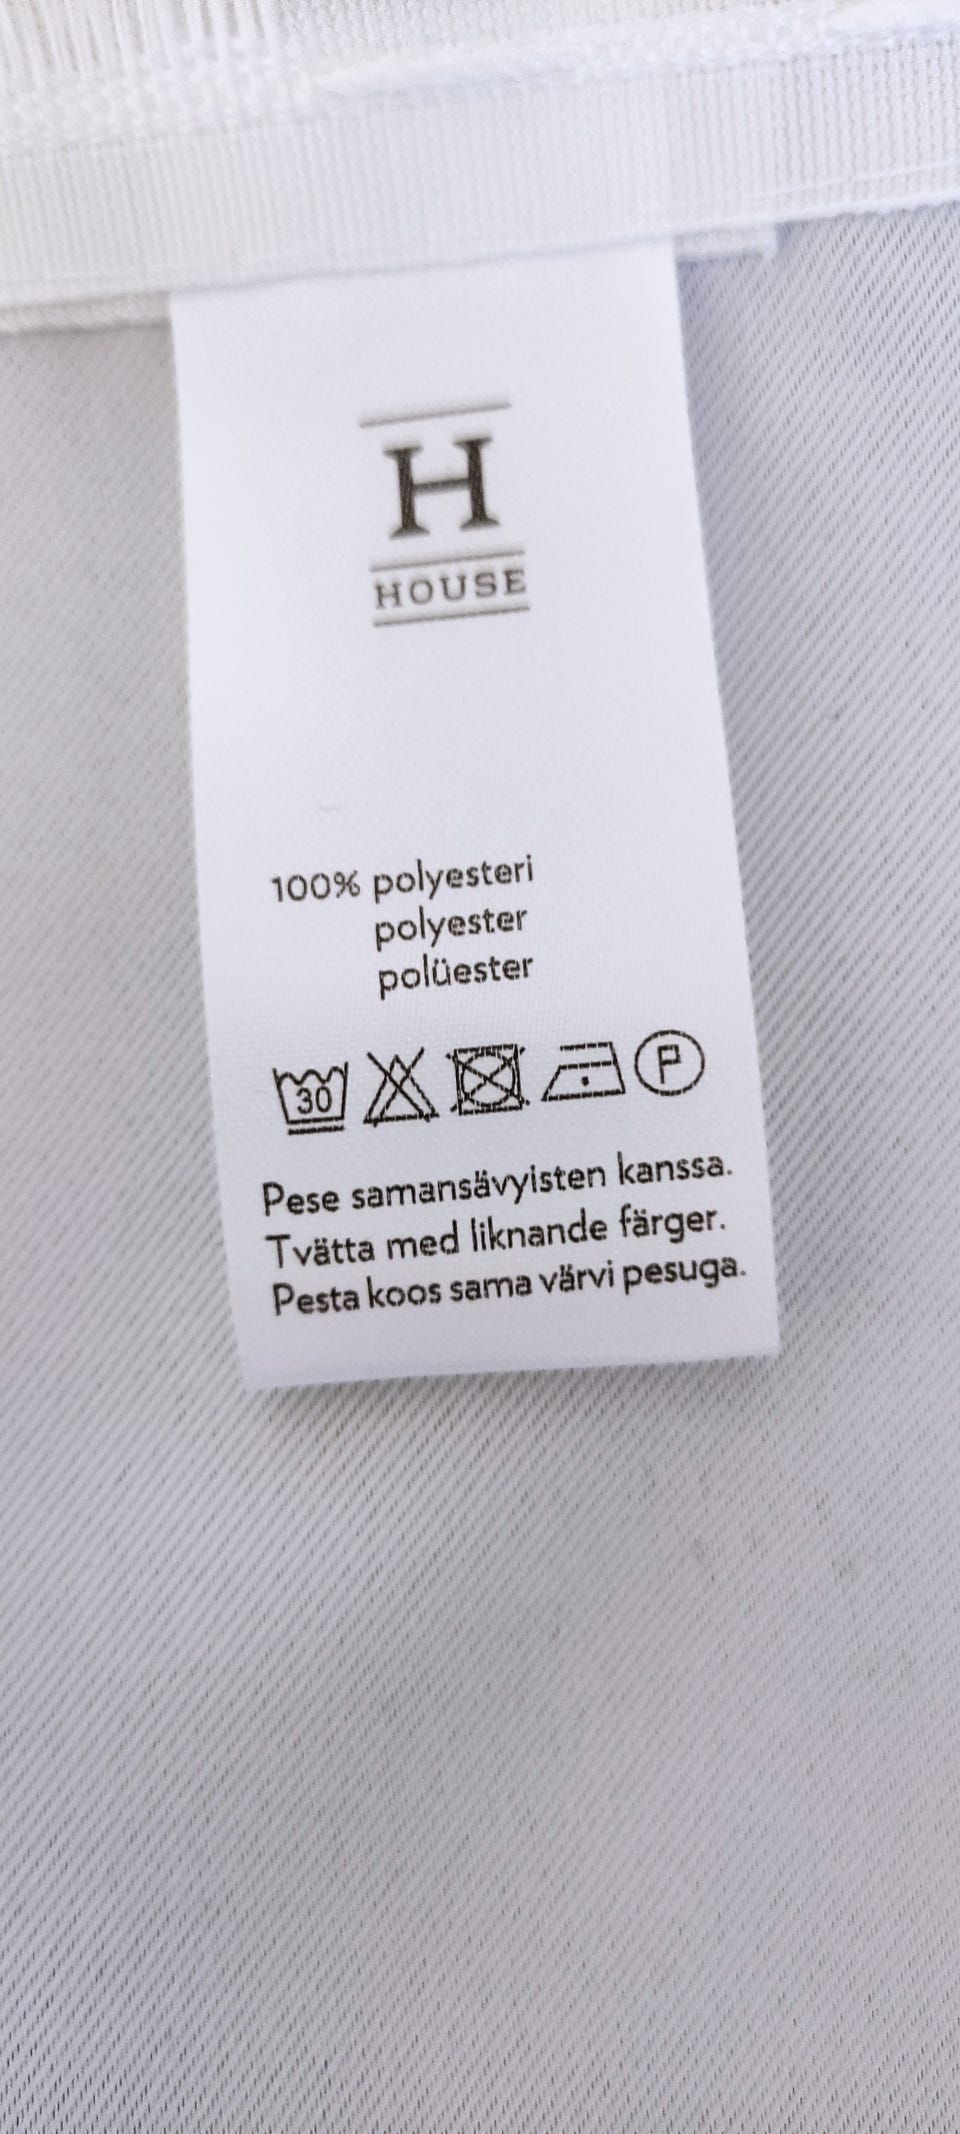 H
HOUSE
100% polyesteri
polyester
polüester
30 P
Pese samansävyisten kanssa.
Tvätta med liknande färger.
Pesta koos sama värvi pesuga.